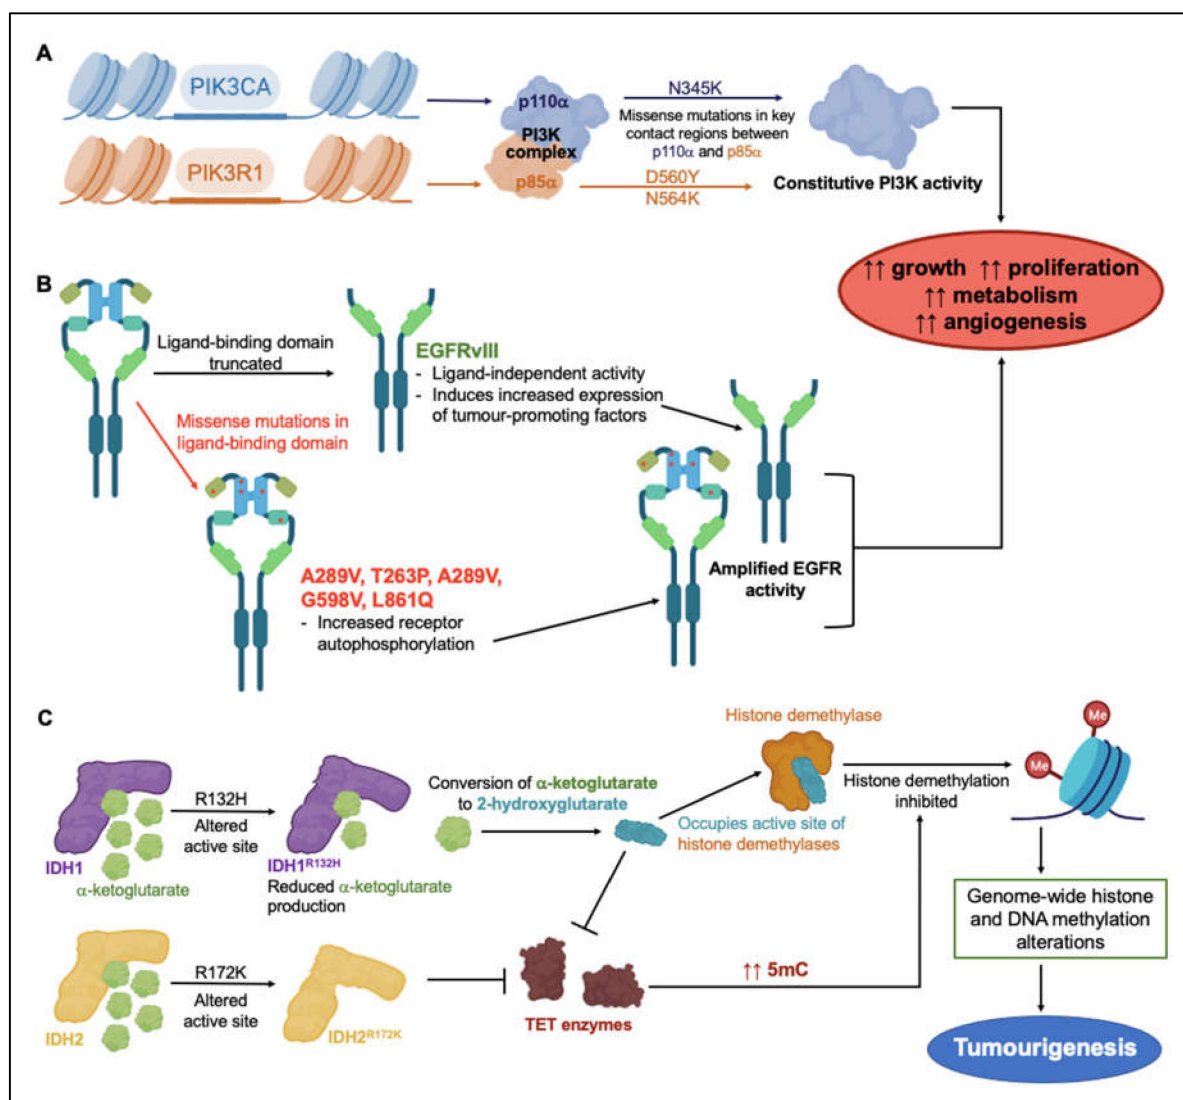 A
PIK3CA
PIK3R1
p110α
PI3K
complex
p85α
N345K
Missense mutations in key
contact regions between
p110α and p85α
D560Y
N564K
Constitutive PI3K activity
↑↑ growth ↑↑ proliferation
↑↑ metabolism
↑↑ angiogenesis
B
Ligand-binding domain
truncated
EGFRvIII
- Ligand-independent activity
- Induces increased expression
of tumour-promoting factors
Missense mutations in
ligand-binding domain
A289V, T263P, A289V,
G598V, L861Q
- Increased receptor
autophosphorylation
Amplified EGFR
activity
C
IDH1
α-ketoglutarate
R132H
Altered
active site
IDH1R132H
Reduced α-ketoglutarate
production
Conversion of α-ketoglutarate
to 2-hydroxyglutarate
Histone demethylase
Occupies active site of
histone demethylases
Histone demethylation
inhibited
Me
Me
Genome-wide histone
and DNA methylation
alterations
IDH2
R172K
Altered
active site
IDH2R172K
TET enzymes
↑↑ 5mC
Tumourigenesis